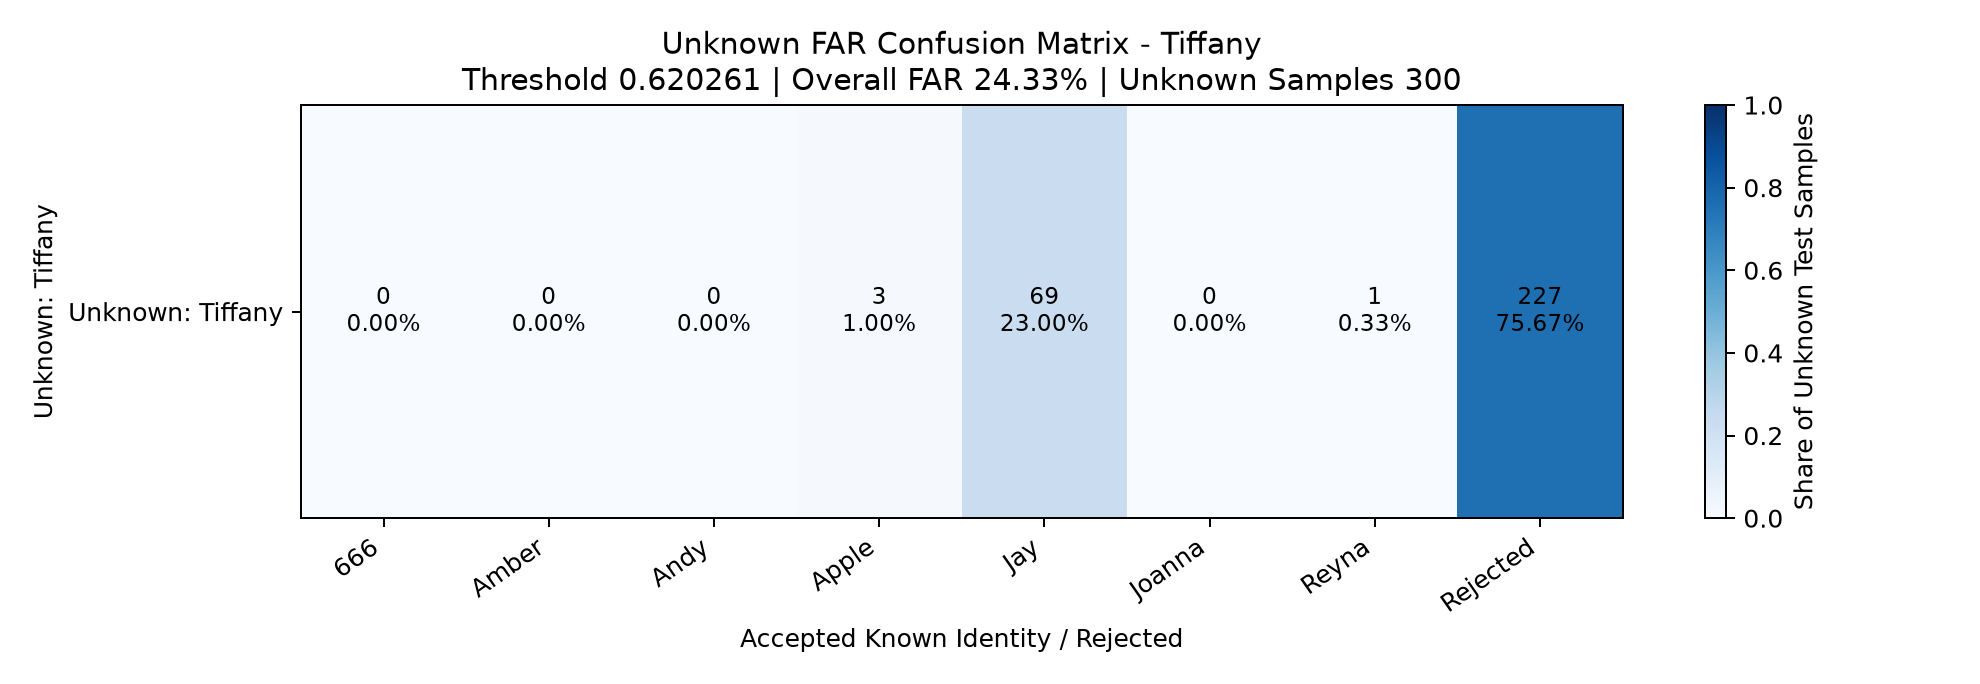 Unknown FAR Confusion Matrix - Tiffany
Threshold 0.620261 | Overall FAR 24.33% | Unknown Samples 300
Unknown: Tiffany
Unknown: Tiffany
0
0.00%
0
0.00%
0
0.00%
3
1.00%
69
23.00%
0
0.00%
1
0.33%
227
75.67%
666
Amber
Andy
Apple
Jay
Joanna
Reyna
Rejected
Accepted Known Identity / Rejected
1.0
0.8
0.6
0.4
0.2
0.0
Share of Unknown Test Samples